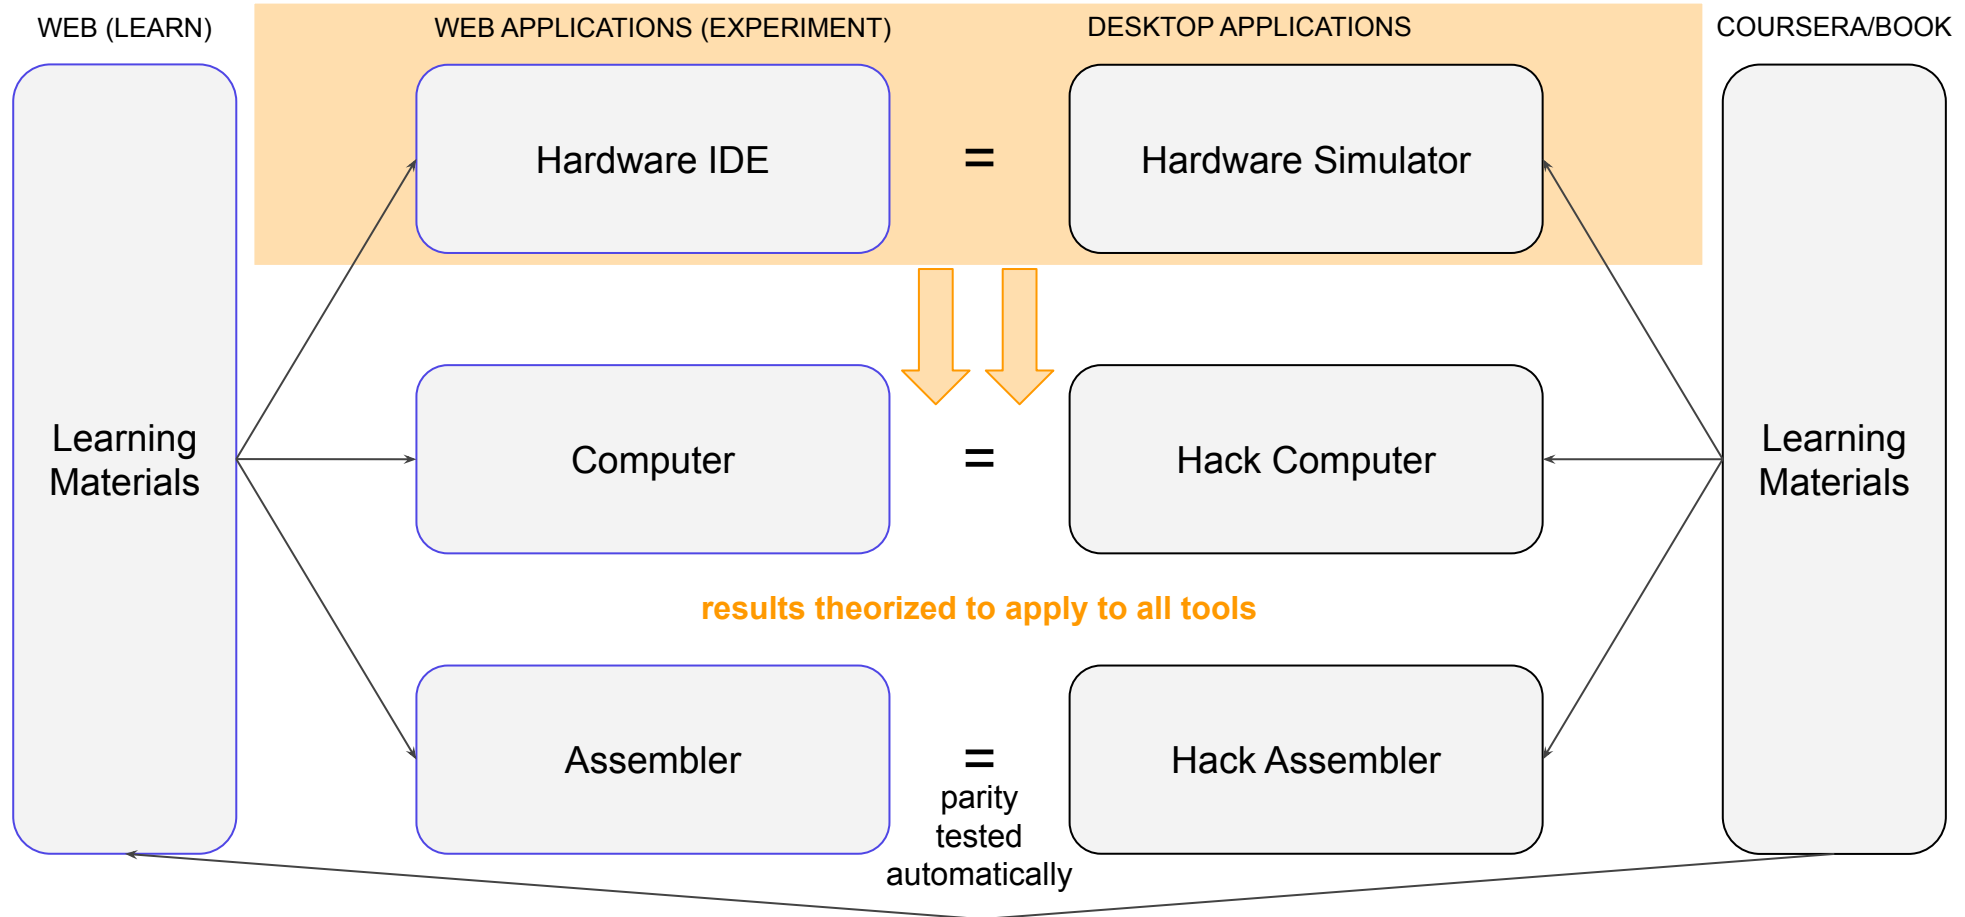 WEB (LEARN)
WEB APPLICATIONS (EXPERIMENT)
DESKTOP APPLICATIONS
COURSERA/BOOK
Hardware IDE
=
Hardware Simulator
Learning
Materials
Computer
=
Hack Computer
Learning
Materials
results theorized to apply to all tools
Assembler
=
Hack Assembler
parity
tested
automatically